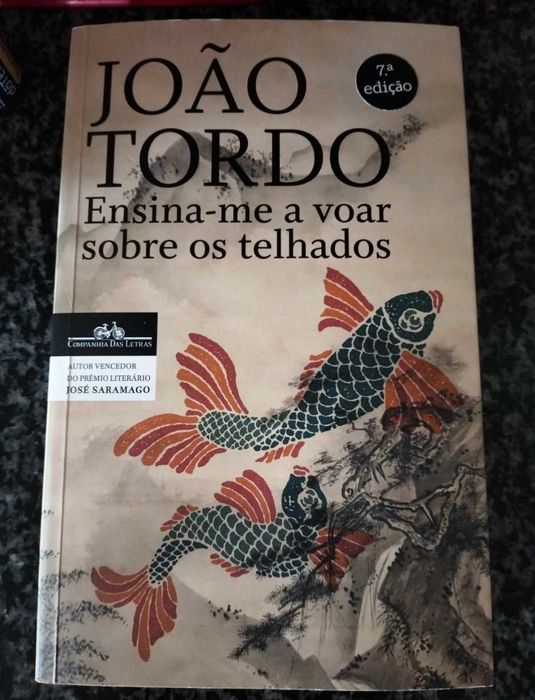 JOÃO
TORDO
Ensina-me a voar
sobre os telhados
7.ª
edição
COMPANHIA DAS LETRAS
AUTOR VENCEDOR
DO PRÉMIO LITERÁRIO
JOSÉ SARAMAGO